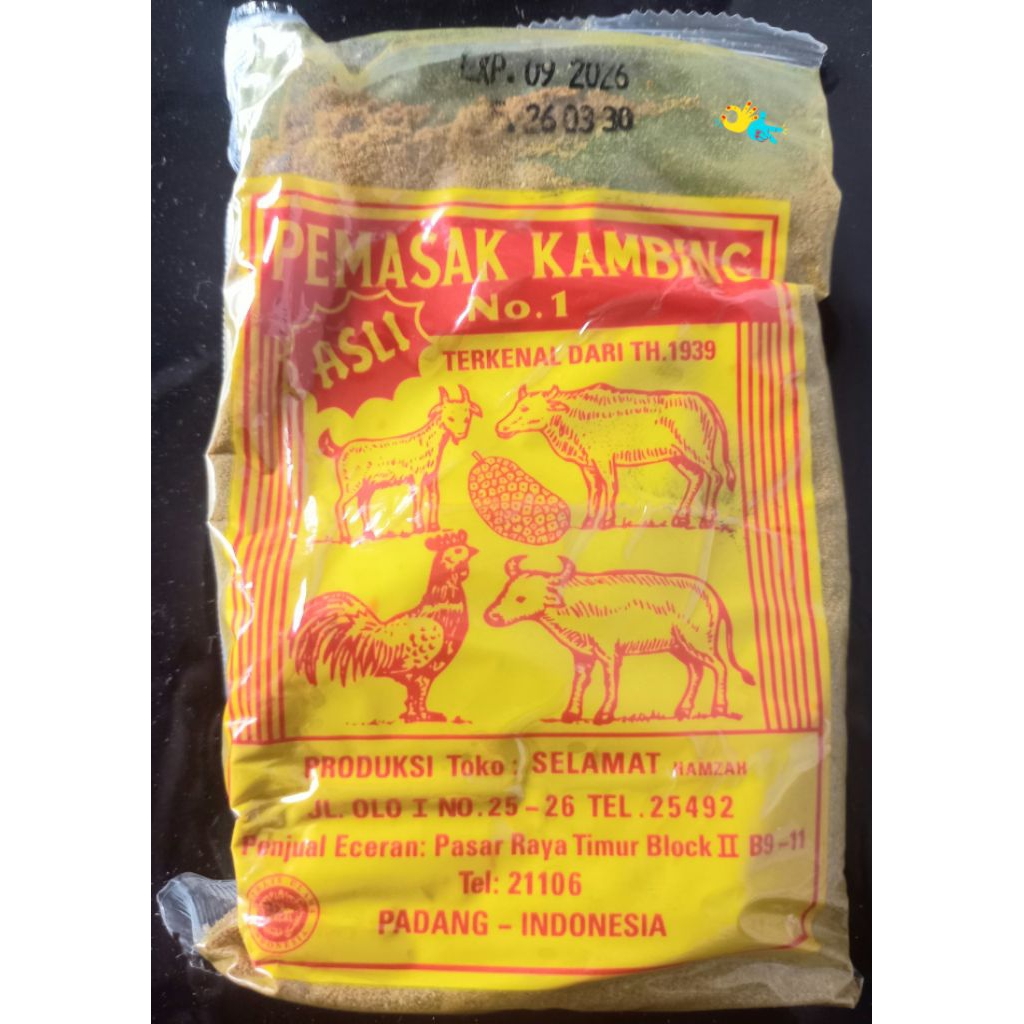 EXP. 09 2026
26 03 30
PEMASAK KAMBING
No.1
ASLI
TERKENAL DARI TH.1939
PRODUKSI Toko : SELAMAT HAMZAH
JL. OLO I NO.25-26 TEL.25492
Penjual Eceran: Pasar Raya Timur Block II B9-11
Tel: 21106
PADANG - INDONESIA